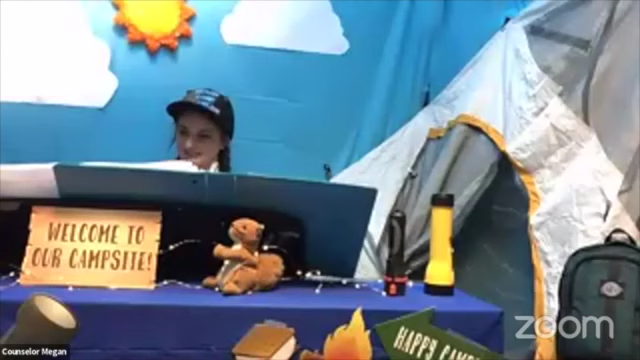 WELCOME TO
OUR CAMPSITE!
HAPPY CAMP
zoom
Counselor Megan